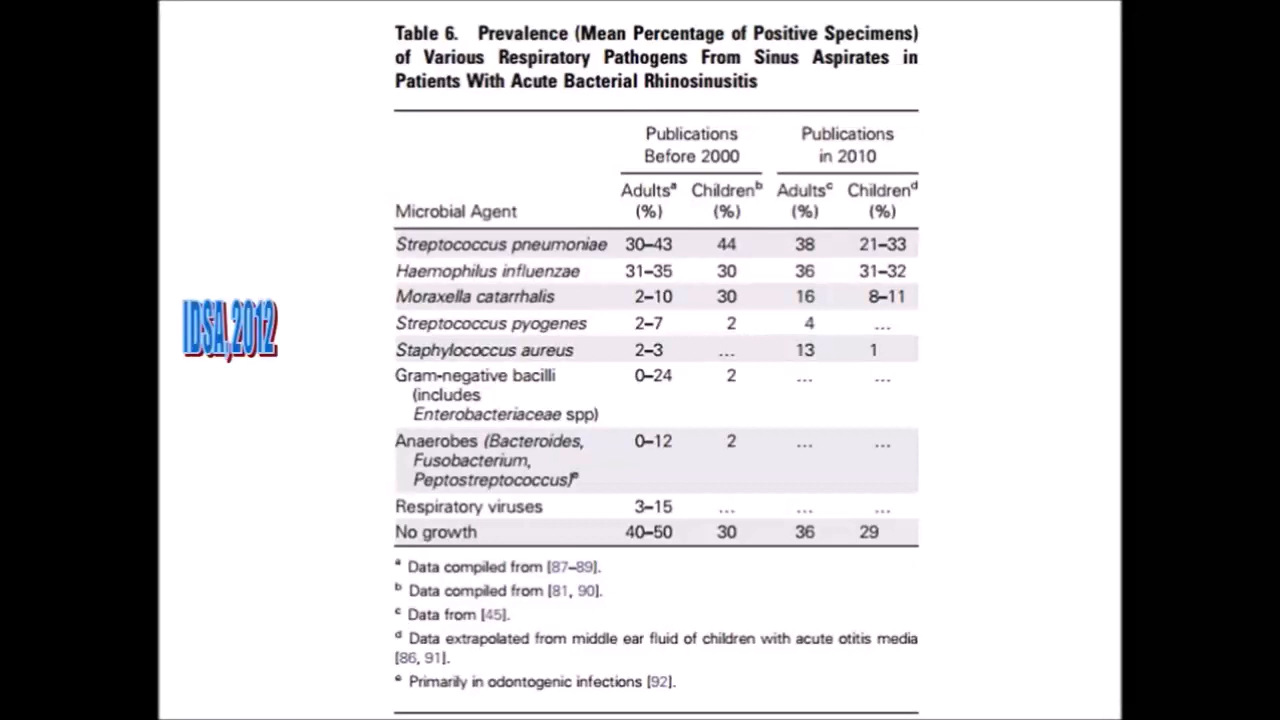 Table 6. Prevalence (Mean Percentage of Positive Specimens)
of Various Respiratory Pathogens From Sinus Aspirates in
Patients With Acute Bacterial Rhinosinusitis
Publications Publications
Before 2000 in 2010
Adultsᵃ Childrenᵇ Adultsᶜ Childrenᵈ
Microbial Agent (%) (%) (%) (%)
Streptococcus pneumoniae 30–43 44 38 21–33
Haemophilus influenzae 31–35 30 36 31–32
Moraxella catarrhalis 2–10 30 16 8–11
Streptococcus pyogenes 2–7 2 4 ...
Staphylococcus aureus 2–3 ... 13 1
Gram-negative bacilli 0–24 2 ... ...
(includes
Enterobacteriaceae spp)
Anaerobes (Bacteroides, 0–12 2 ... ...
Fusobacterium,
Peptostreptococcus)ᵉ
Respiratory viruses 3–15 ... ... ...
No growth 40–50 30 36 29
ᵃ Data compiled from [87–89].
ᵇ Data compiled from [81, 90].
ᶜ Data from [45].
ᵈ Data extrapolated from middle ear fluid of children with acute otitis media
[86, 91].
ᵉ Primarily in odontogenic infections [92].
IDSA,2012